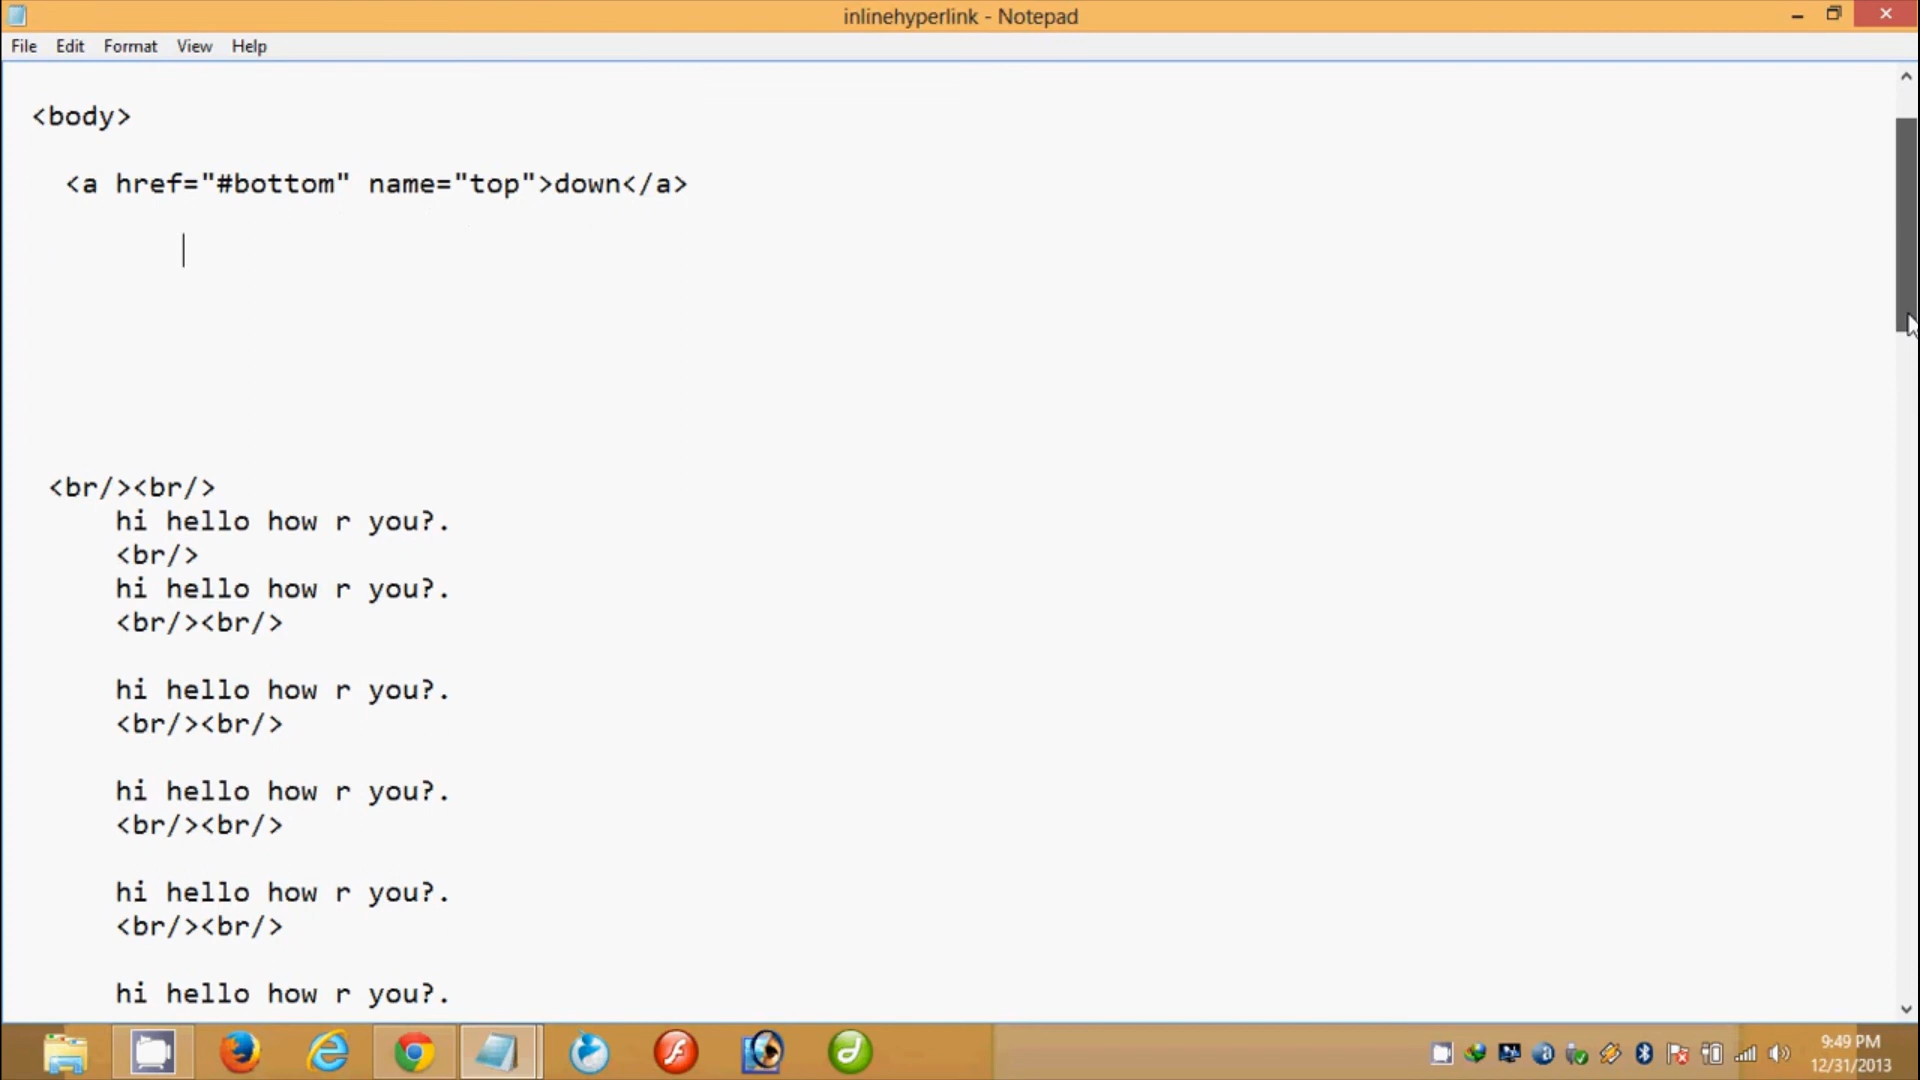 inlinehyperlink - Notepad
File Edit Format View Help
<body>
<a href="#bottom" name="top">down</a>
<br/><br/>
hi hello how r you?.
<br/>
hi hello how r you?.
<br/><br/>
hi hello how r you?.
<br/><br/>
hi hello how r you?.
<br/><br/>
hi hello how r you?.
<br/><br/>
hi hello how r you?.
9:49 PM
12/31/2013